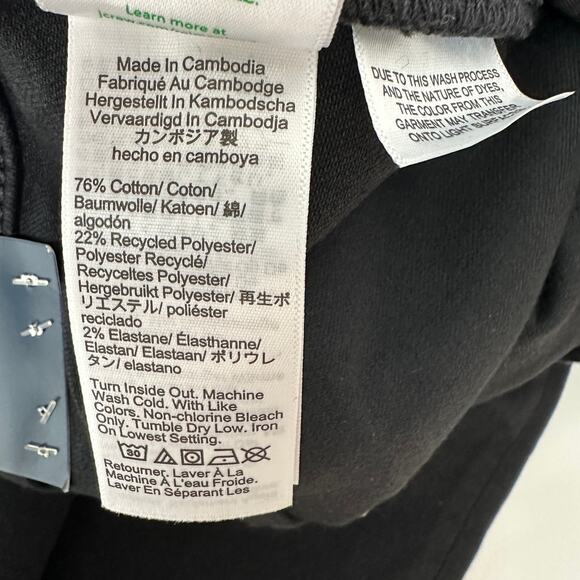 Learn more at
Made In Cambodia
Fabriqué Au Cambodge
Hergestellt In Kambodscha
Vervaardigd In Cambodja
カンボジア製
hecho en camboya
76% Cotton/ Coton/
Baumwolle/ Katoen/ 綿/
algodón
22% Recycled Polyester/
Polyester Recyclé/
Recyceltes Polyester/
Hergebruikt Polyester/ 再生ポ
リエステル/ poliéster
reciclado
2% Elastane/ Élasthanne/
Elastan/ Elastaan/ ポリウレ
タン/ elastano
Turn Inside Out. Machine
Wash Cold. With Like
Colors. Non-chlorine Bleach
Only. Tumble Dry Low. Iron
On Lowest Setting.
30
Retourner. Laver À La
Machine À L'eau Froide.
Laver En Séparant Les
DUE TO THIS WASH PROCESS
AND THE NATURE OF DYES,
THE COLOR FROM THIS
GARMENT MAY TRANSFER
ONTO LIGHT